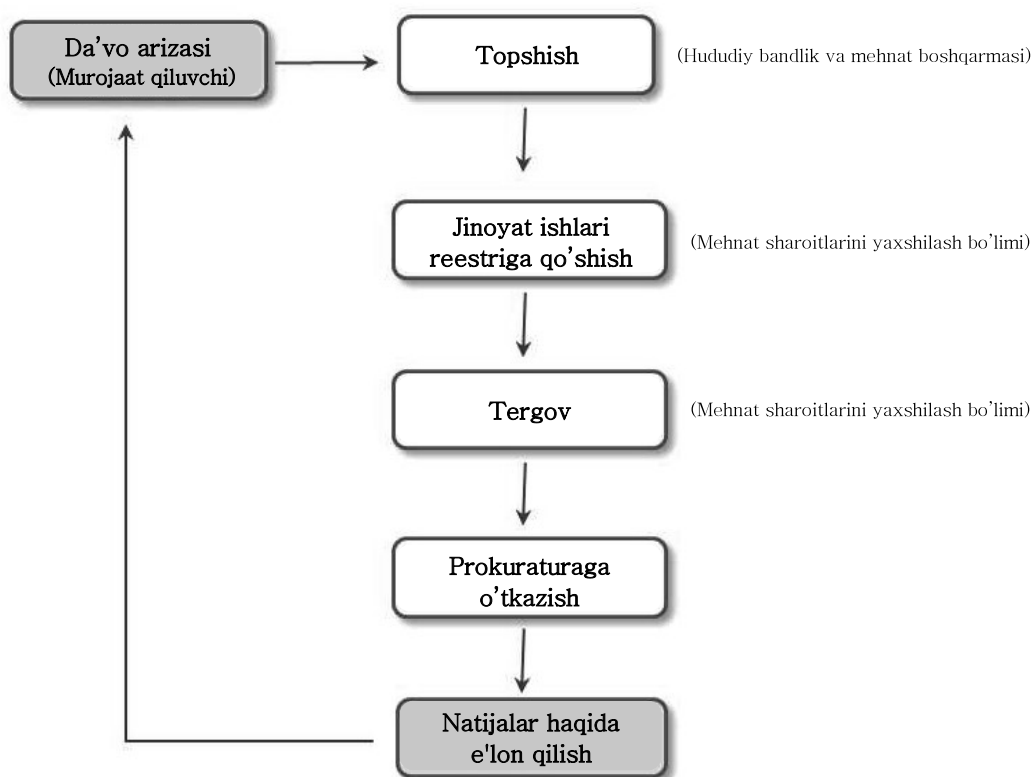 Da’vo arizasi
(Murojaat qiluvchi)
Topshish
(Hududiy bandlik va mehnat boshqarmasi)
Jinoyat ishlari
reestriga qo’shish
(Mehnat sharoitlarini yaxshilash bo’limi)
Tergov
(Mehnat sharoitlarini yaxshilash bo’limi)
Prokuraturaga
o’tkazish
Natijalar haqida
e'lon qilish